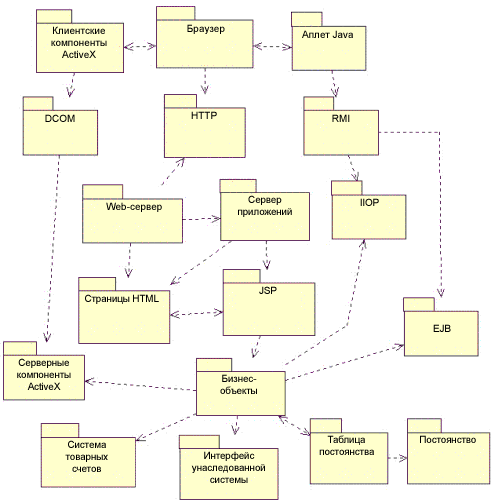 Клиентские
компоненты
ActiveX
Браузер
Апплет Java
DCOM
HTTP
RMI
Web-сервер
Сервер
приложений
IIOP
Страницы HTML
JSP
EJB
Серверные
компоненты
ActiveX
Бизнес-
объекты
Система
товарных
счетов
Интерфейс
унаследованной
системы
Таблица
постоянства
Постоянство